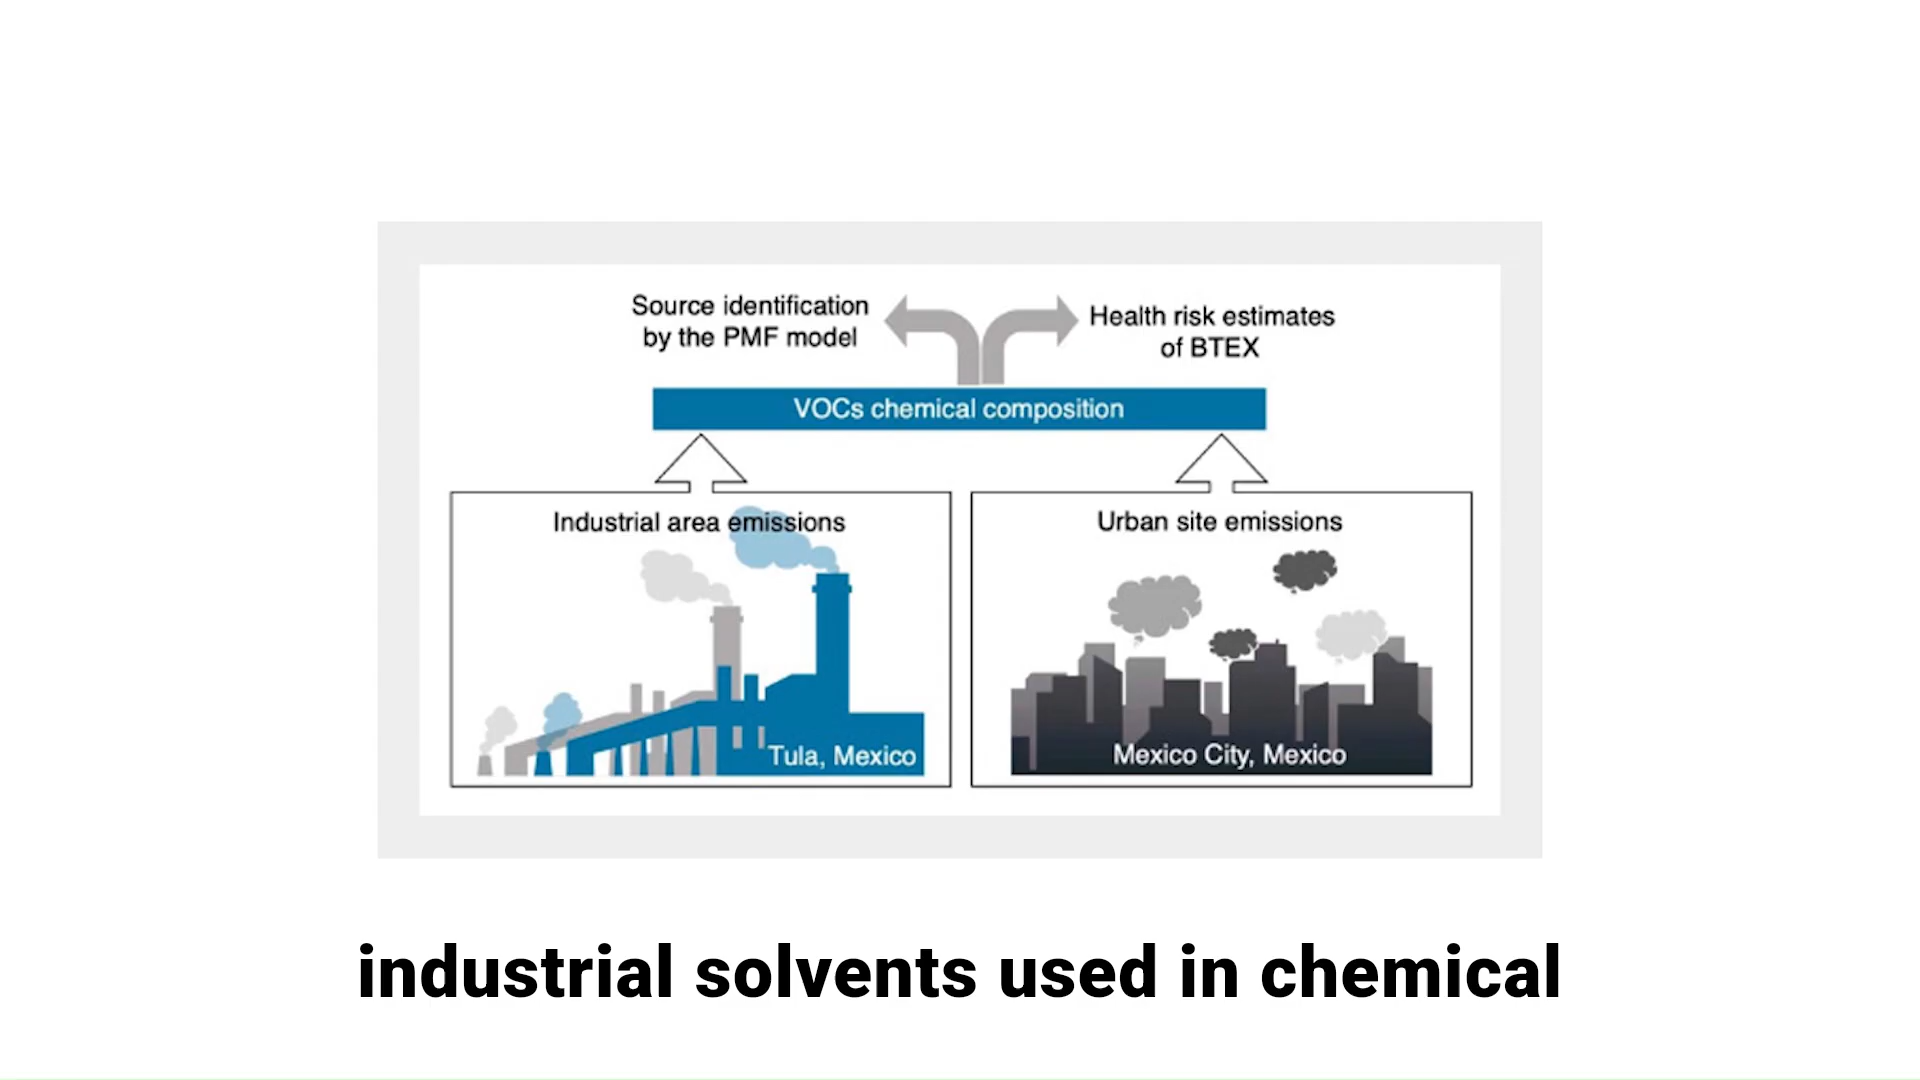 Source identification
by the PMF model
Health risk estimates
of BTEX
VOCs chemical composition
Industrial area emissions
Tula, Mexico
Urban site emissions
Mexico City, Mexico
industrial solvents used in chemical